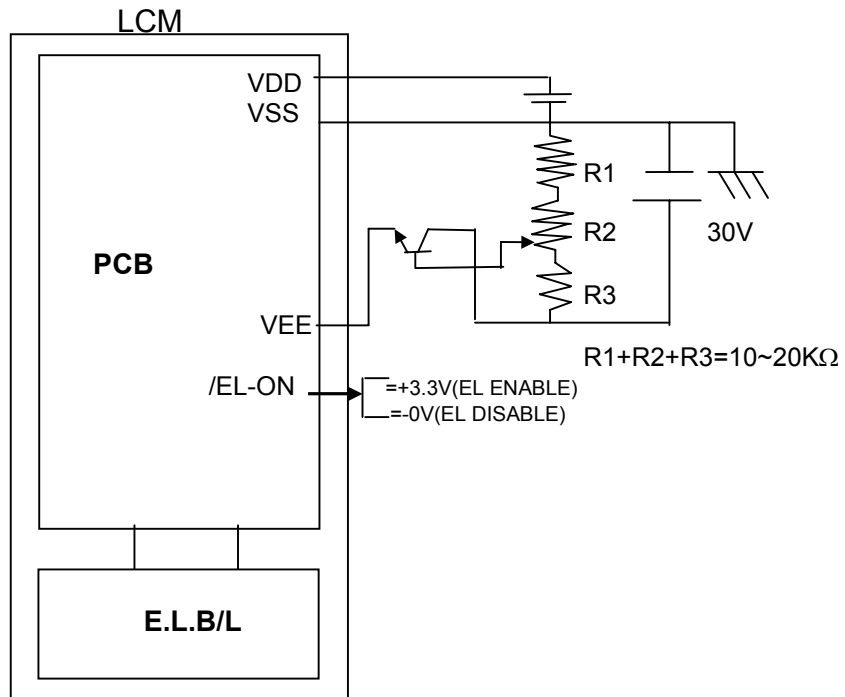 LCM
VDD
VSS
R1
R2
30V
PCB
R3
VEE
R1+R2+R3=10~20KΩ
/EL-ON
=+3.3V(EL ENABLE)
=-0V(EL DISABLE)
E.L.B/L